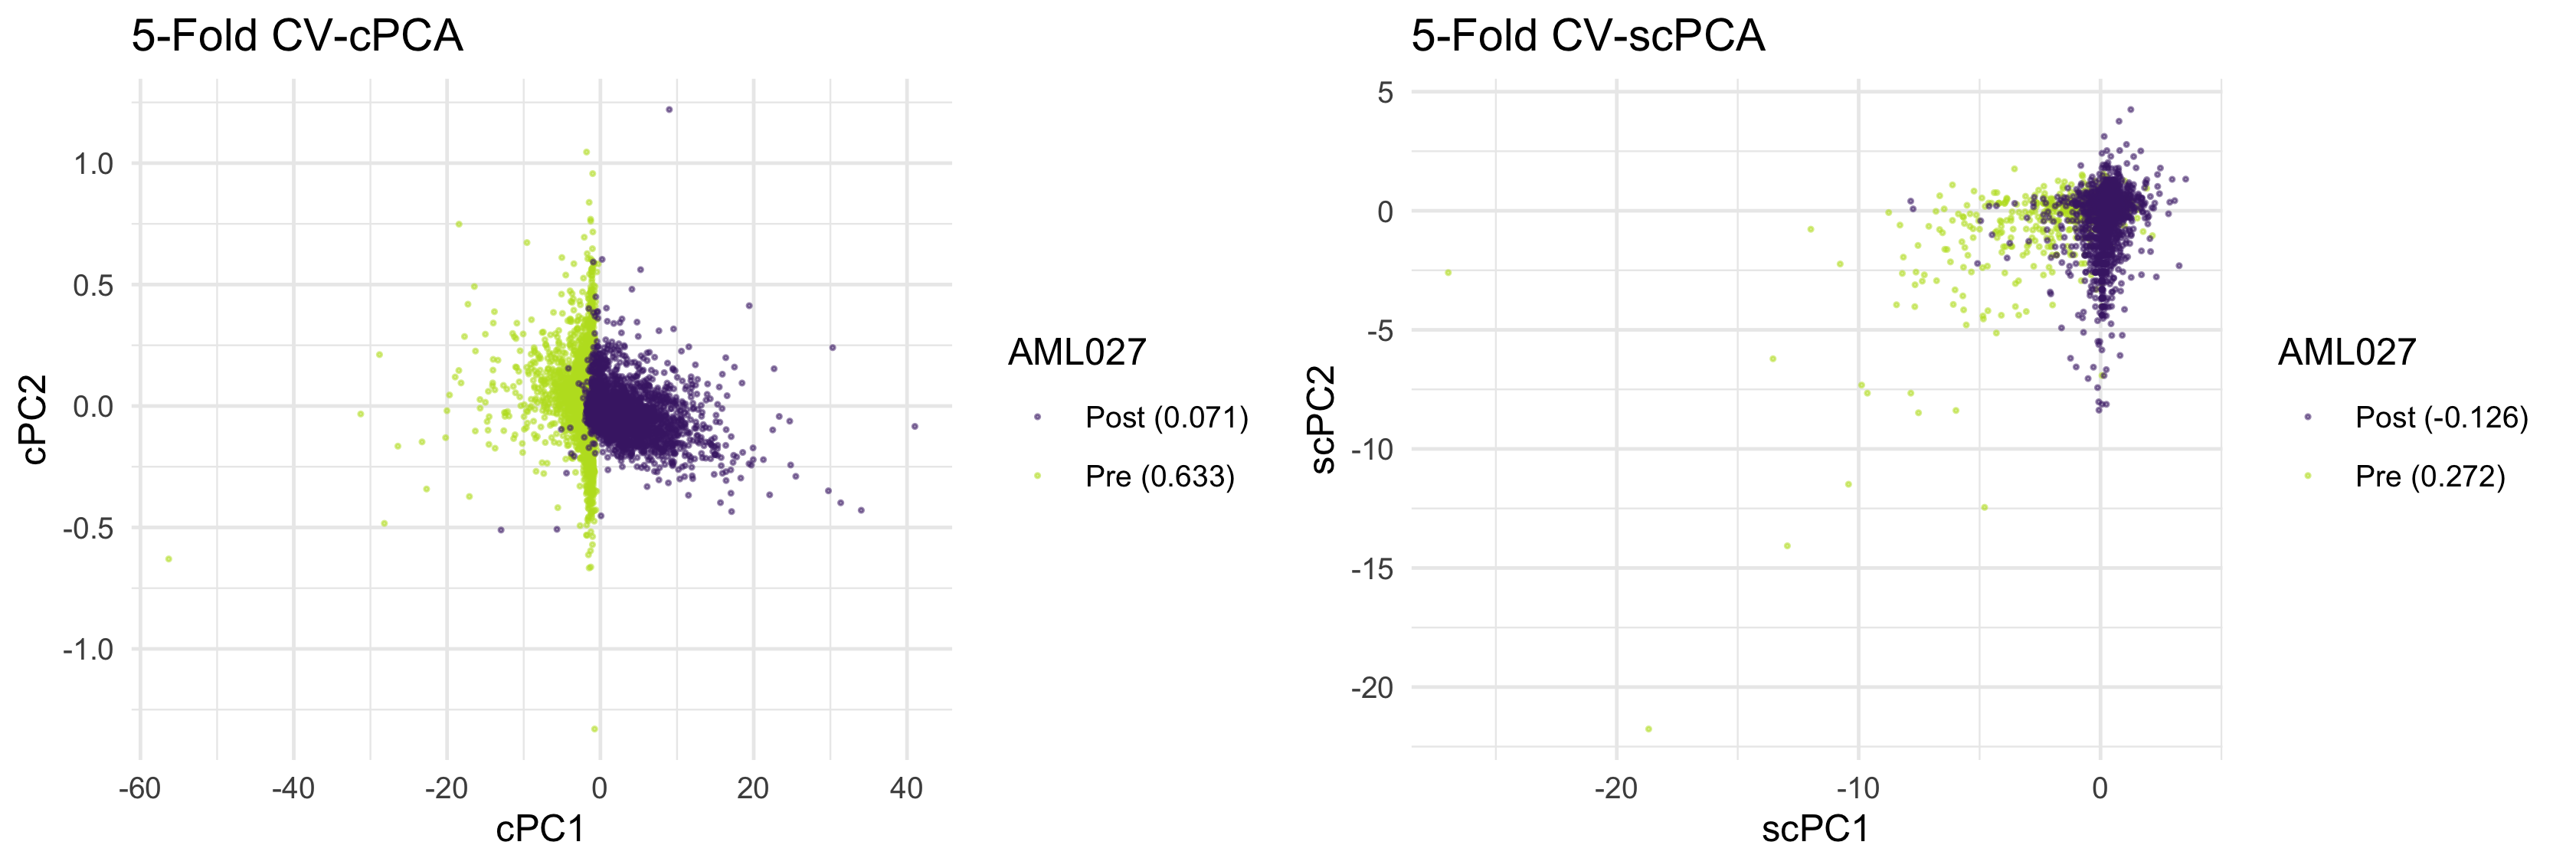 5-Fold CV-cPCA
1.0
0.5
0.0
-0.5
-1.0
cPC2
-60 -40 -20 0 20 40
cPC1
AML027
Post (0.071)
Pre (0.633)
5-Fold CV-scPCA
5
0
-5
-10
-15
-20
scPC2
-20 -10 0
scPC1
AML027
Post (-0.126)
Pre (0.272)